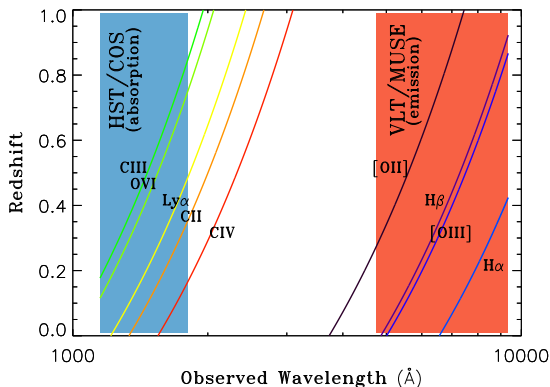 1.0
0.8
0.6
0.4
0.2
0.0
Redshift
HST/COS
(absorption)
VLT/MUSE
(emission)
CIII
OVI
Lyα
CII
CIV
[OII]
Hβ
[OIII]
Hα
1000
10000
Observed Wavelength (Å)